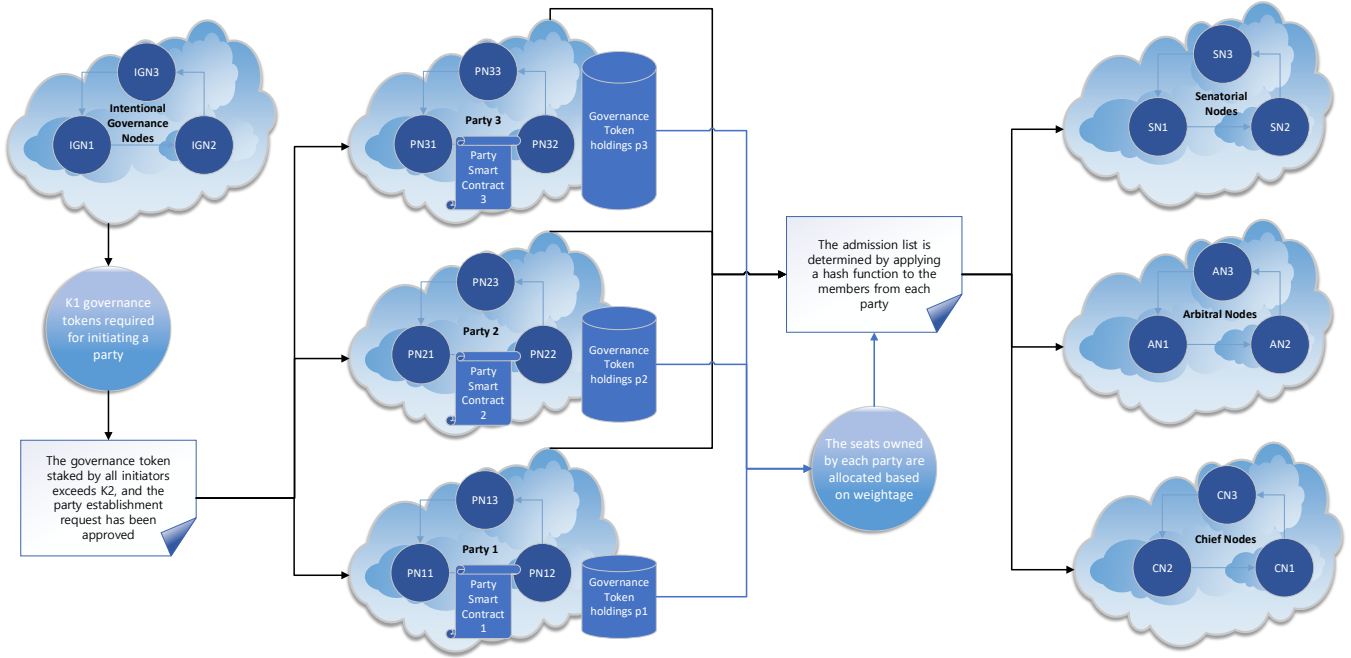 IGN3
Intentional
Governance
Nodes
IGN1
IGN2
K1 governance
tokens required
for initiating a
party
The governance token
staked by all initiators
exceeds K2, and the
party establishment
request has been
approved
PN33
Party 3
PN31
PN32
Party
Smart
Contract
3
Governance
Token
holdings p3
PN23
Party 2
PN21
PN22
Party
Smart
Contract
2
Governance
Token
holdings p2
PN13
Party 1
PN11
PN12
Party
Smart
Contract
1
Governance
Token
holdings p1
The admission list is
determined by applying
a hash function to the
members from each
party
The seats owned
by each party are
allocated based
on weightage
SN3
Senatorial
Nodes
SN1
SN2
AN3
Arbitral Nodes
AN1
AN2
CN3
Chief Nodes
CN2
CN1